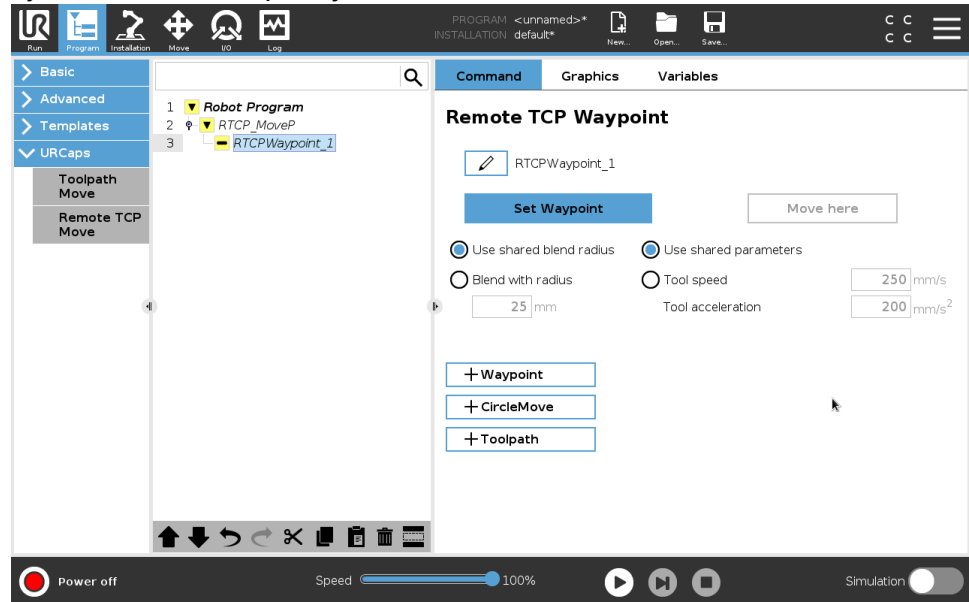 PROGRAM <unnamed>*
INSTALLATION default*
UR
Run Program Installation Move I/O Log
New... Open... Save...
C C
C C
Basic
Advanced
Templates
URCaps
Toolpath
Move
Remote TCP
Move
1 Robot Program
2 RTCP_MoveP
3 RTCPWaypoint_1
Command Graphics Variables
Remote TCP Waypoint
RTCPWaypoint_1
Set Waypoint Move here
Use shared blend radius Use shared parameters
Blend with radius Tool speed 250 mm/s
25 mm Tool acceleration 200 mm/s²
+Waypoint
+CircleMove
+Toolpath
Power off Speed 100% Simulation